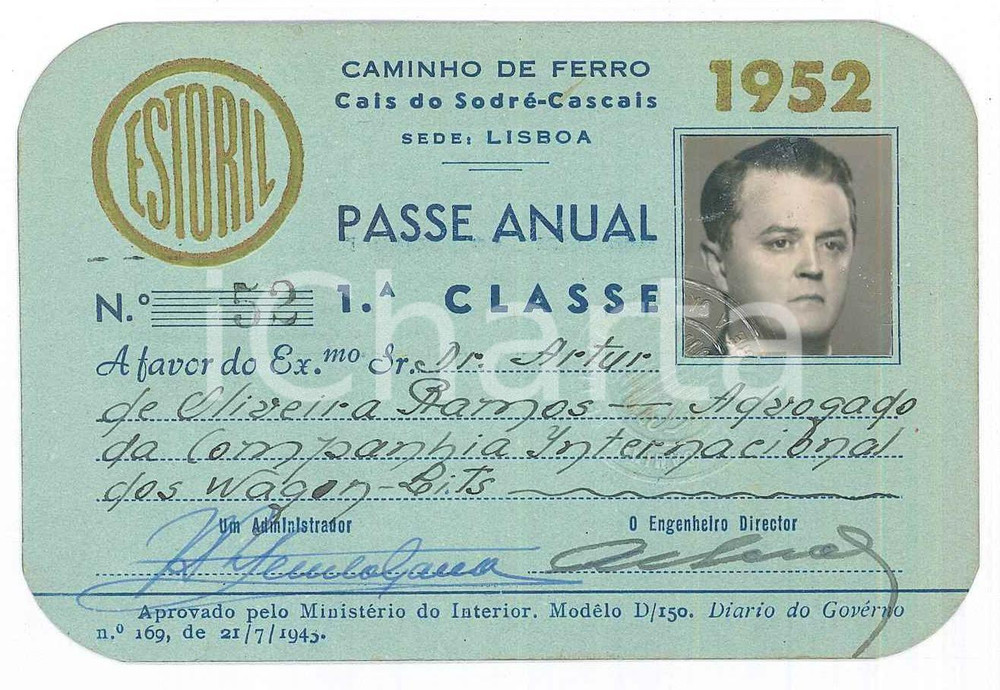 ESTORIL
CAMINHO DE FERRO
Cais do Sodré-Cascais
SEDE: LISBOA
1952
PASSE ANUAL
N.º 52 1.ª CLASSE
A favor do Ex.mo Sr. Dr. Artur
de Oliveira Ramos — Advogado
da Companhia Internacional
dos Wagon-Lits
Um Administrador
O Engenheiro Director
Aprovado pelo Ministério do Interior. Modêlo D/150. Diario do Govérno
n.º 169, de 21/7/1943.
iCharta